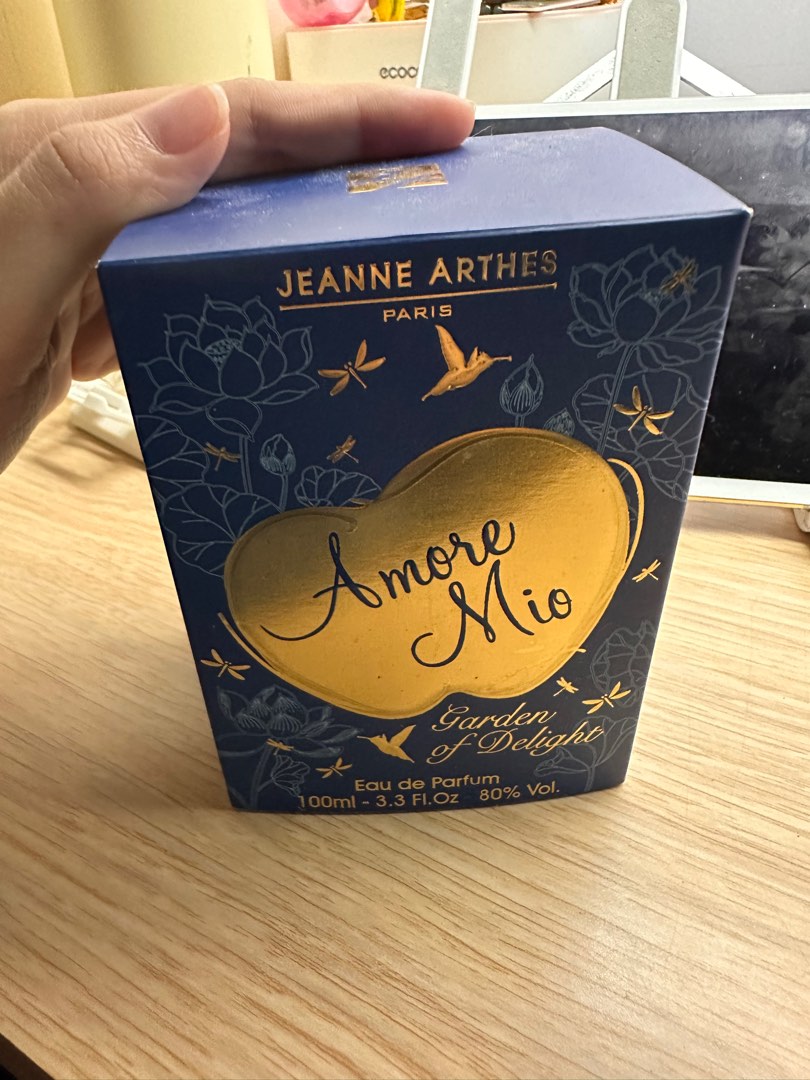 JEANNE ARTHES
PARIS
Amore
Mio
Garden
of Delight
Eau de Parfum
100ml - 3.3 Fl.Oz 80% Vol.